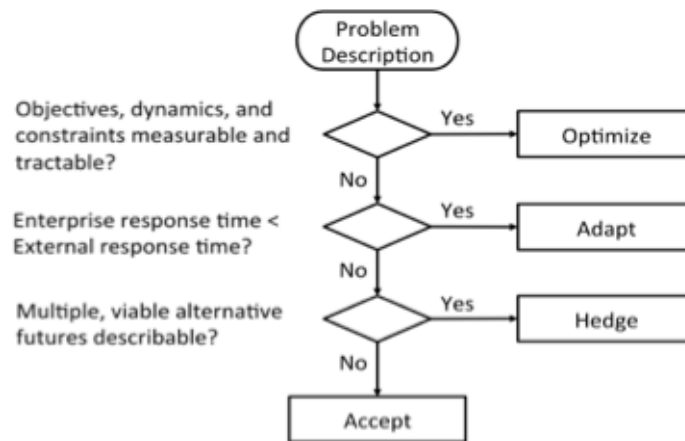 Problem
Description
Objectives, dynamics, and
constraints measurable and
tractable?
Yes
Optimize
No
Enterprise response time <
External response time?
Yes
Adapt
No
Multiple, viable alternative
futures describable?
Yes
Hedge
No
Accept